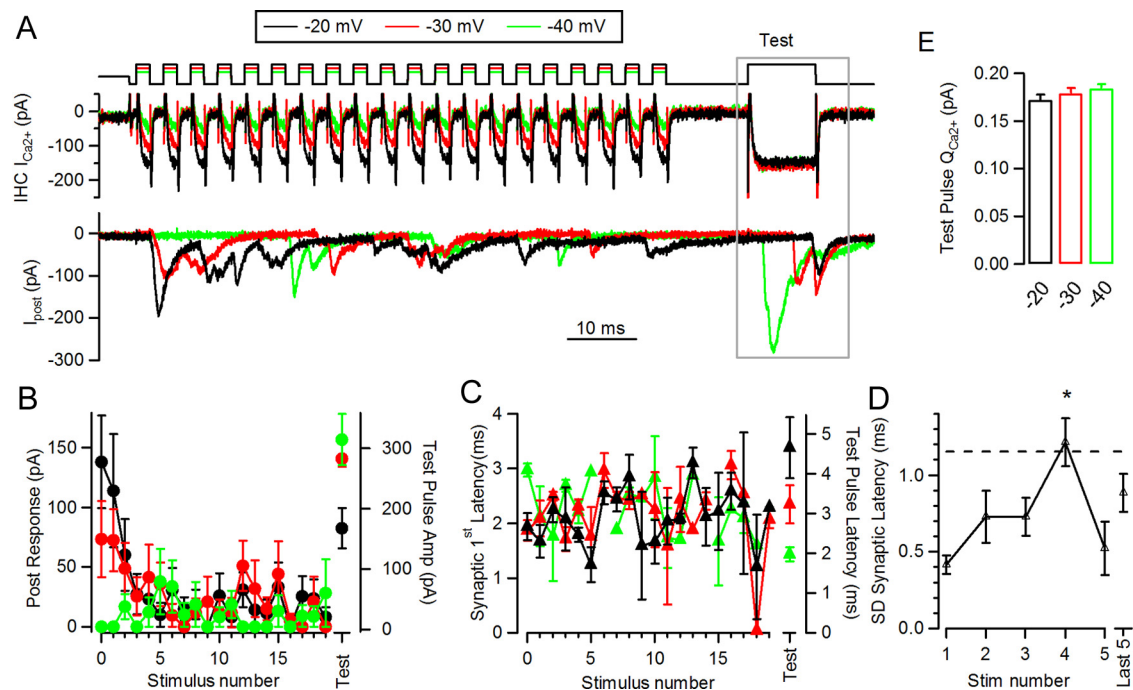 A
-20 mV -30 mV -40 mV
Test
IHC I Ca2+ (pA)
0
-100
-200
I post (pA)
0
-100
-200
-300
10 ms
E
Test Pulse Q Ca2+ (pA)
0.20
0.15
0.10
0.05
0.00
-20 -30 -40
B
Post Response (pA)
150
100
50
0
300
200
100
0
Test Pulse Amp (pA)
0 5 10 15 Test
Stimulus number
C
Synaptic 1st Latency (ms)
4
3
2
1
0
5
4
3
2
1
0
Test Pulse Latency (ms)
0 5 10 15 Test
Stimulus number
D
SD Synaptic Latency (ms)
1.0
0.5
0.0
*
1 2 3 4 5 Last 5
Stim number